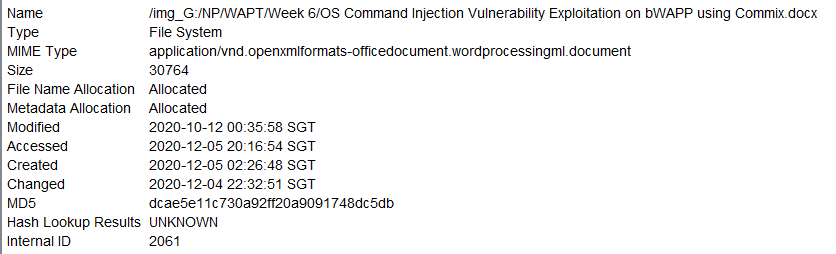 Name /img_G:/NP/WAPT/Week 6/OS Command Injection Vulnerability Exploitation on bWAPP using Commix.docx
Type File System
MIME Type application/vnd.openxmlformats-officedocument.wordprocessingml.document
Size 30764
File Name Allocation Allocated
Metadata Allocation Allocated
Modified 2020-10-12 00:35:58 SGT
Accessed 2020-12-05 20:16:54 SGT
Created 2020-12-05 02:26:48 SGT
Changed 2020-12-04 22:32:51 SGT
MD5 dcae5e11c730a92ff20a9091748dc5db
Hash Lookup Results UNKNOWN
Internal ID 2061